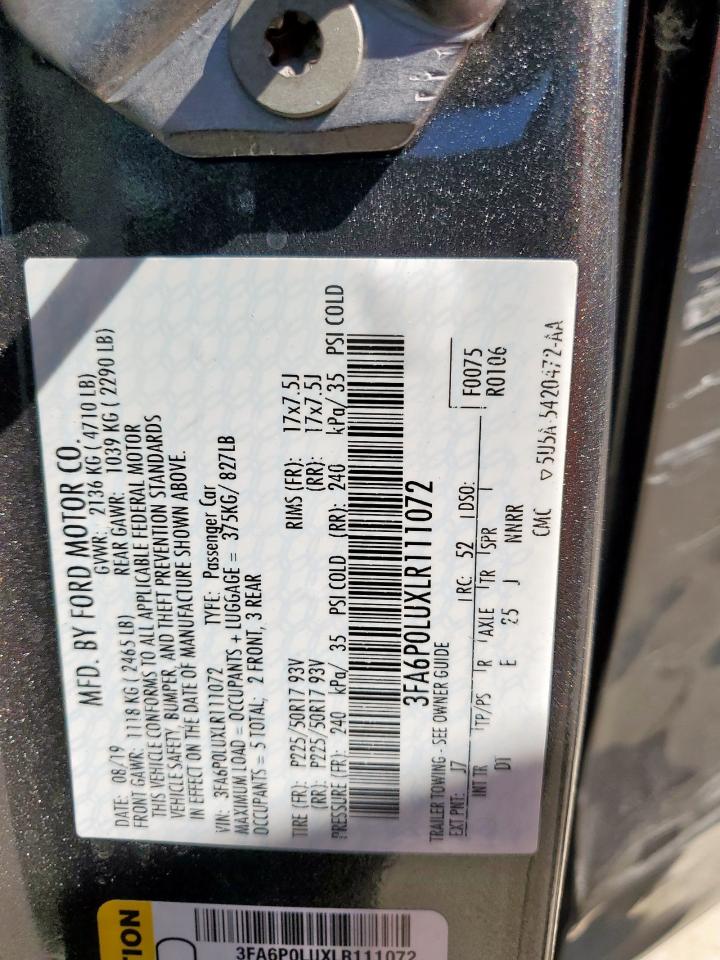 MFD. BY FORD MOTOR CO.
DATE: 08/19 GVWR: 2136 KG ( 4710 LB)
FRONT GAWR: 1118 KG ( 2465 LB) REAR GAWR: 1039 KG ( 2290 LB)
THIS VEHICLE CONFORMS TO ALL APPLICABLE FEDERAL MOTOR
VEHICLE SAFETY, BUMPER, AND THEFT PREVENTION STANDARDS
IN EFFECT ON THE DATE OF MANUFACTURE SHOWN ABOVE.
VIN: 3FA6P0LUXLR111072 TYPE: Passenger Car
MAXIMUM LOAD = OCCUPANTS + LUGGAGE = 375KG/ 827LB
OCCUPANTS = 5 TOTAL; 2 FRONT, 3 REAR
TIRE (FR): P225/50R17 93V RIMS (FR): 17x7.5J
(RR): P225/50R17 93V (RR): 17x7.5J
PRESSURE (FR): 240 kPa/ 35 PSI COLD (RR): 240 kPa/ 35 PSI COLD
3FA6P0LUXLR111072
TRAILER TOWING - SEE OWNER GUIDE
EXT PNT: J7 RC: 52 DSO: F0075
INT TR TP/PS R AXLE TR SPR R0106
DI E 25 J NNRR
CMC ▽5U5A-5420472-AA
TION
3FA6P0LUXLR111072